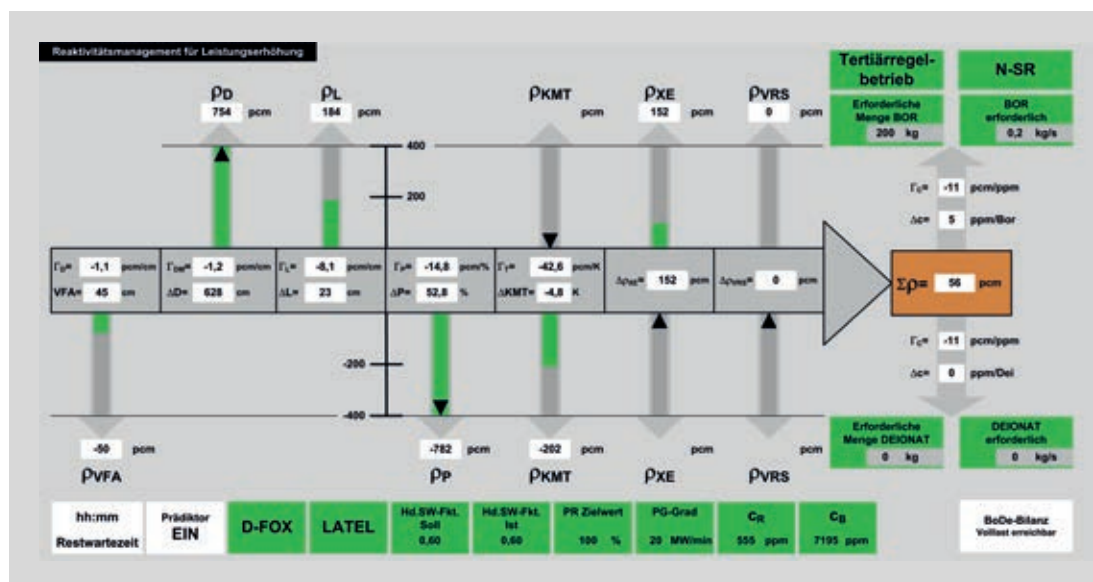 Reaktivitätsmanagement für Leistungserhöhung
Tertiärregel-
betrieb
N-SR
ρD
754 pcm
ρL
184 pcm
ρKMT
pcm
ρXE
152 pcm
ρVRS
0 pcm
Erforderliche
Menge BOR
200 kg
BOR
erforderlich
0,2 kg/s
400
200
ΓC= -11 pcm/ppm
Δc= 5 ppm/Bor
ΓD= -1,1 pcm/cm
VFA= 45 cm
-1,2 pcm/cm
ΔD= 628 cm
ΓL= -8,1 pcm/cm
ΔL= 23 cm
ΓP= -14,8 pcm/%
ΔP= 52,8 %
ΓT= -42,6 pcm/K
ΔKMT= -4,8 K
ΔρXE= 152 pcm
ΔρVRS= 0 pcm
Σρ= 56 pcm
ΓC= -11 pcm/ppm
Δc= 0 ppm/Dei
-200
-400
-50 pcm
ρVFA
-782 pcm
ρP
-202 pcm
ρKMT
pcm
ρXE
pcm
ρVRS
Erforderliche
Menge DEIONAT
0 kg
DEIONAT
erforderlich
0 kg/s
hh:mm
Restwartezeit
Prädiktor
EIN
D-FOX
LATEL
Hd.SW-Fkt.
Soll
0,60
Hd.SW-Fkt.
Ist
0,60
PR Zielwert
100 %
PG-Grad
20 MW/min
CR
555 ppm
CB
7195 ppm
BoDe-Bilanz
Volllast erreichbar